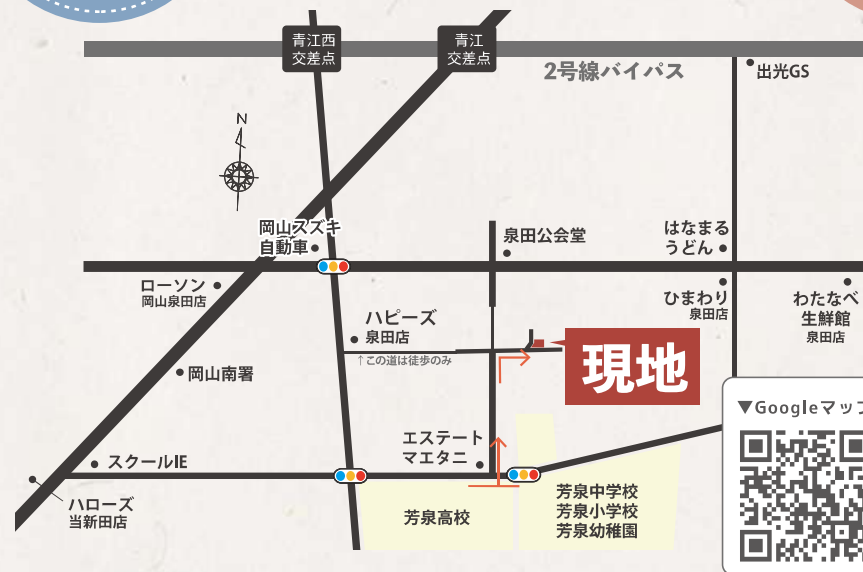 青江西
交差点
青江
交差点
2号線バイパス
出光GS
N
岡山スズキ
自動車
泉田公会堂
はなまる
うどん
ローソン
岡山泉田店
ひまわり
泉田店
わたなべ
生鮮館
泉田店
ハピーズ
泉田店
↑この道は徒歩のみ
現地
岡山南署
▼Googleマップ
エステート
マエタニ
スクールIE
ハローズ
当新田店
芳泉高校
芳泉中学校
芳泉小学校
芳泉幼稚園